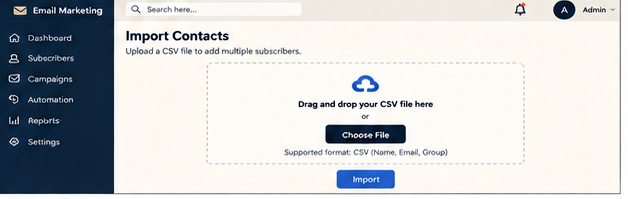 Email Marketing
Search here...
A
Admin
Dashboard
Subscribers
Campaigns
Automation
Reports
Settings
Import Contacts
Upload a CSV file to add multiple subscribers.
Drag and drop your CSV file here
or
Choose File
Supported format: CSV (Name, Email, Group)
Import